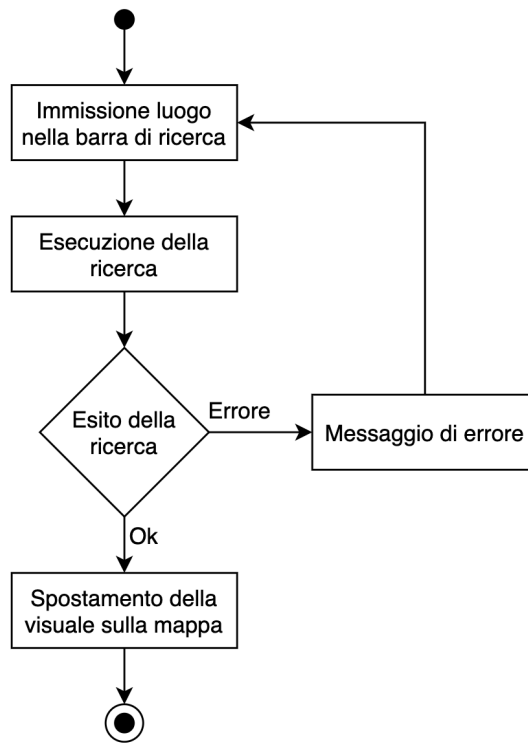 Immissione luogo
nella barra di ricerca
Esecuzione della
ricerca
Esito della
ricerca
Errore
Messaggio di errore
Ok
Spostamento della
visuale sulla mappa